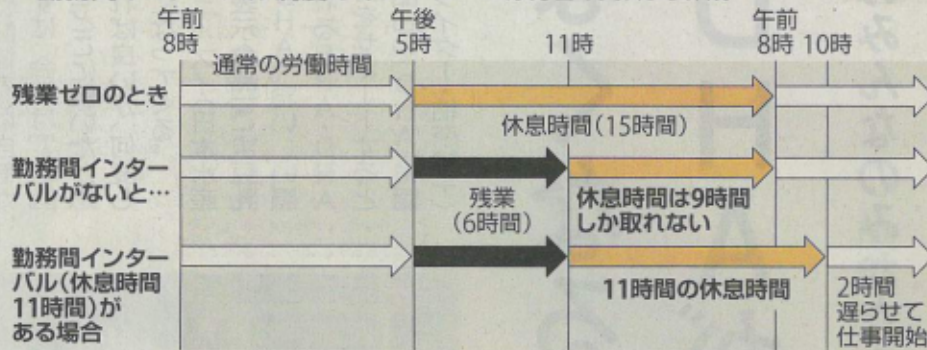 午前
8時
午後
5時
11時
午前
8時
10時
通常の労働時間
残業ゼロのとき
休息時間(15時間)
勤務間インター
バルがないと…
残業
(6時間)
休息時間は9時間
しか取れない
勤務間インター
バル(休息時間
11時間)が
ある場合
11時間の休息時間
2時間
遅らせて
仕事開始